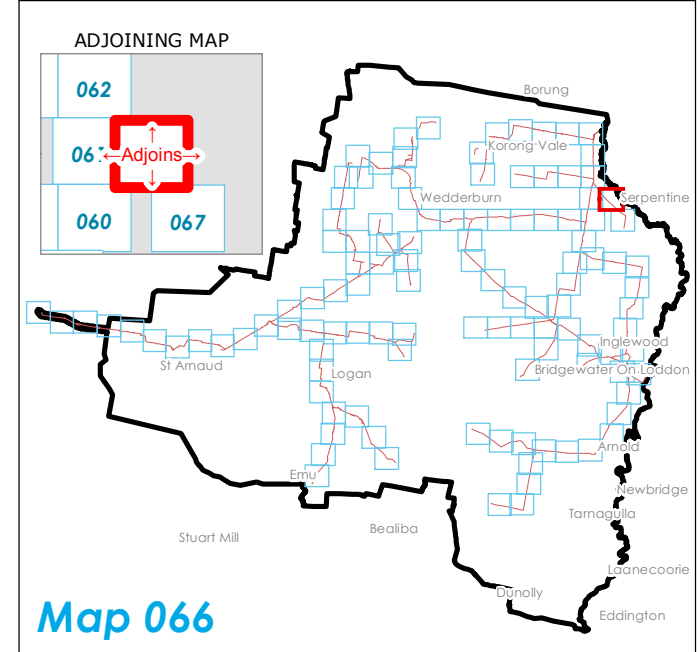 ADJOINING MAP
062
Adjoins
060
067
Borung
Korong Vale
Wedderburn
Serpentine
Inglewood
St Arnaud
Logan
Bridgewater On Loddon
Arnold
Emu
Newbridge
Tarnagulla
Bealiba
Stuart Mill
Laanecoorie
Dunolly
Eddington
Map 066